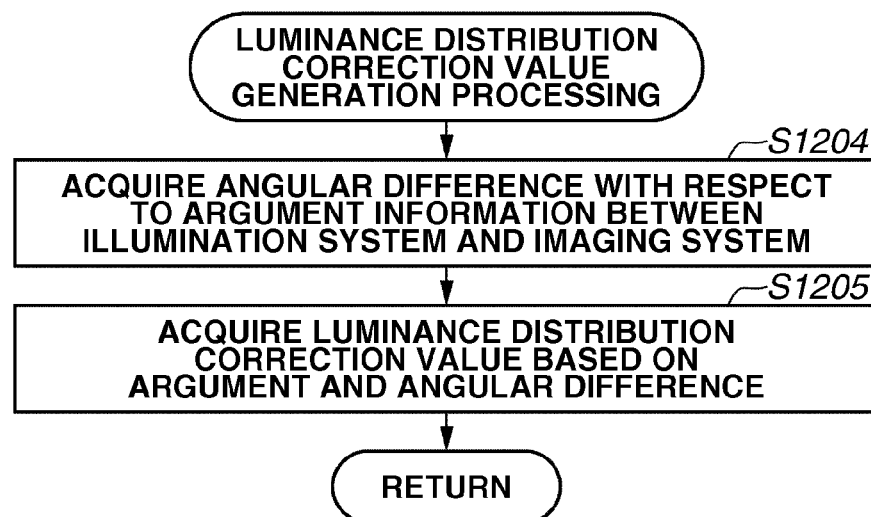 LUMINANCE DISTRIBUTION
CORRECTION VALUE
GENERATION PROCESSING
S1204
ACQUIRE ANGULAR DIFFERENCE WITH RESPECT
TO ARGUMENT INFORMATION BETWEEN
ILLUMINATION SYSTEM AND IMAGING SYSTEM
S1205
ACQUIRE LUMINANCE DISTRIBUTION
CORRECTION VALUE BASED ON
ARGUMENT AND ANGULAR DIFFERENCE
RETURN